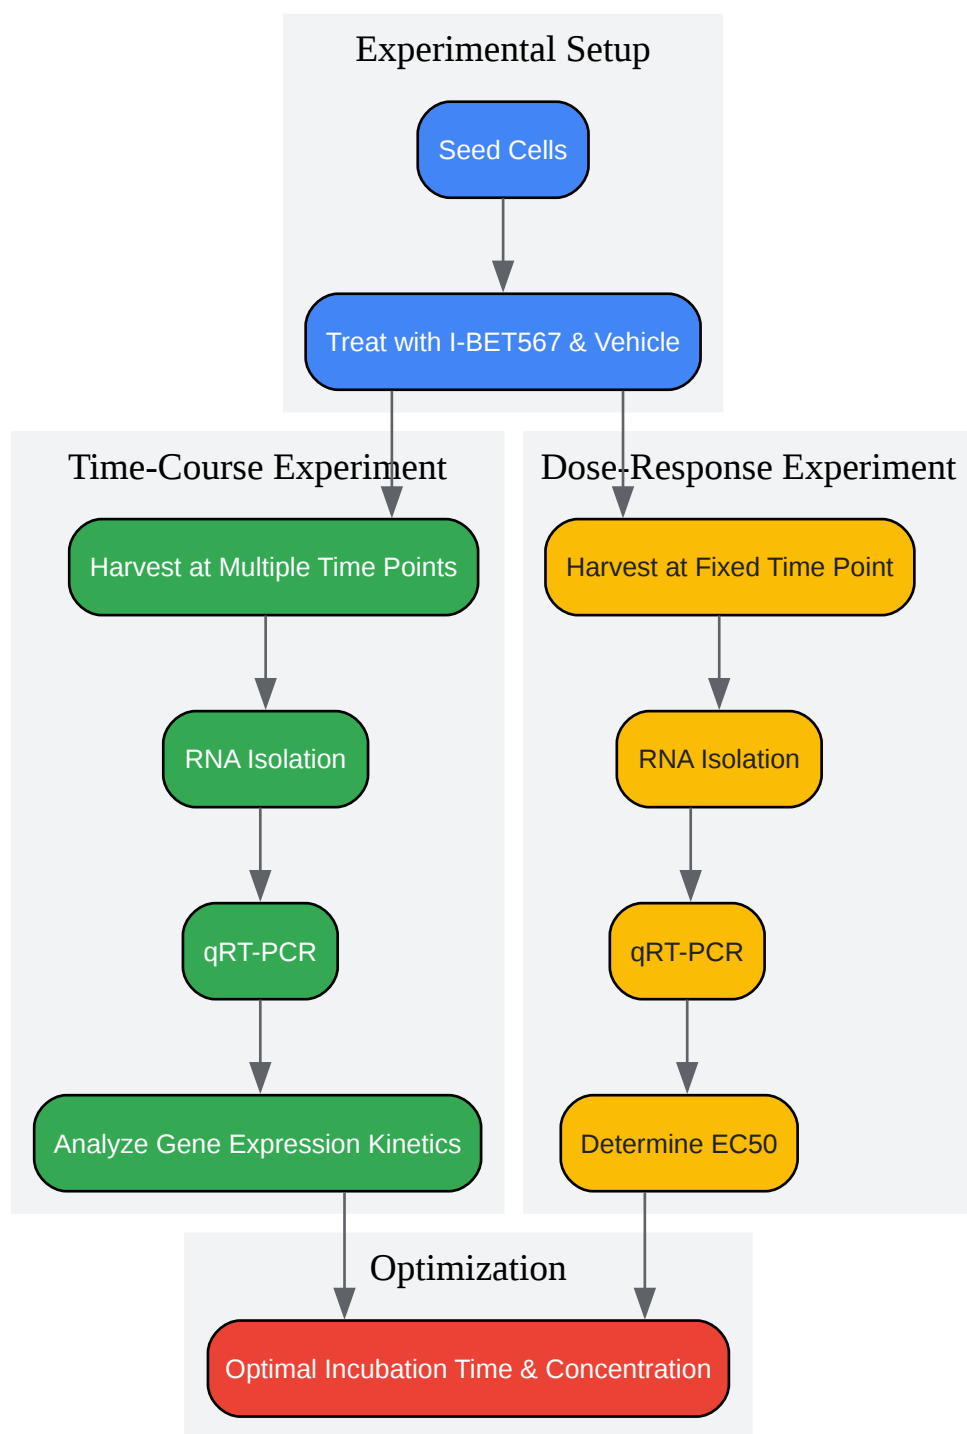 Experimental Setup
Seed Cells
Treat with I-BET567 & Vehicle
Time-Course Experiment
Harvest at Multiple Time Points
RNA Isolation
qRT-PCR
Analyze Gene Expression Kinetics
Dose-Response Experiment
Harvest at Fixed Time Point
RNA Isolation
qRT-PCR
Determine EC50
Optimization
Optimal Incubation Time & Concentration